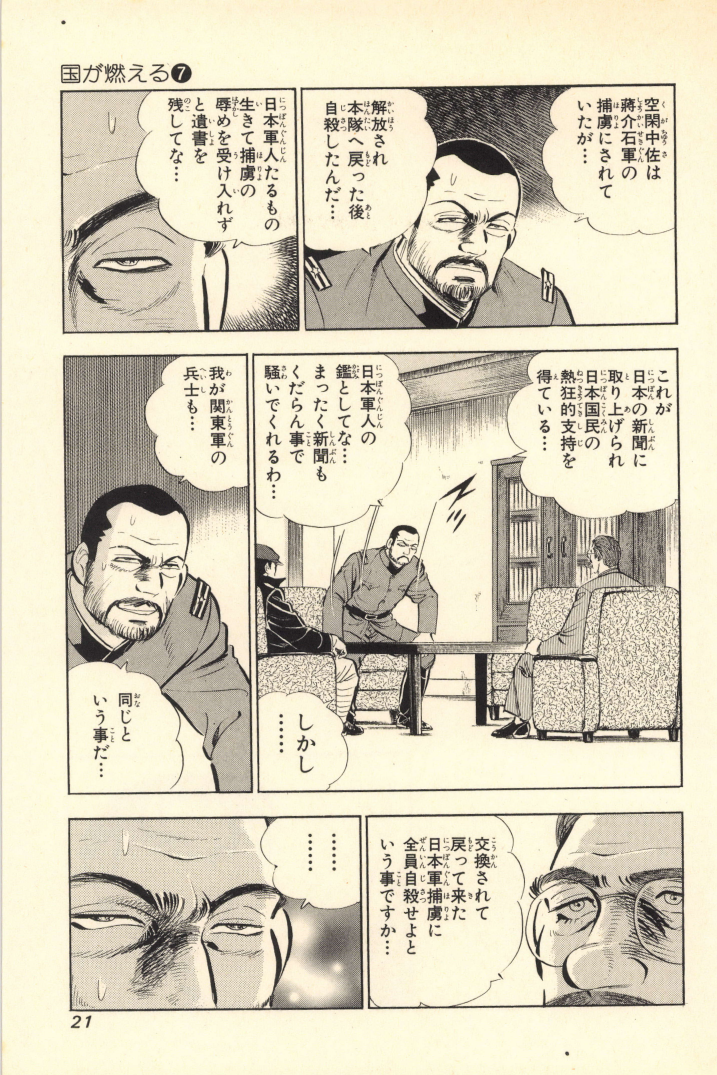 国が燃える❼
空閑中佐は
蔣介石軍の
捕虜にされて
いたが…
解放され
本隊へ戻った後
自殺したんだ…
日本軍人たるもの
生きて捕虜の
辱めを受け入れず
と遺書を
残してな…
これが
日本の新聞に
取り上げられ
日本国民の
熱狂的支持を
得ている…
日本軍人の
鑑としてな…
まったく新聞も
くだらん事で
騒いでくれるわ…
しかし
……
我が関東軍の
兵士も…
同じと
いう事だ…
交換されて
戻って来た
日本軍捕虜に
全員自殺せよと
いう事ですか…
……
……
21